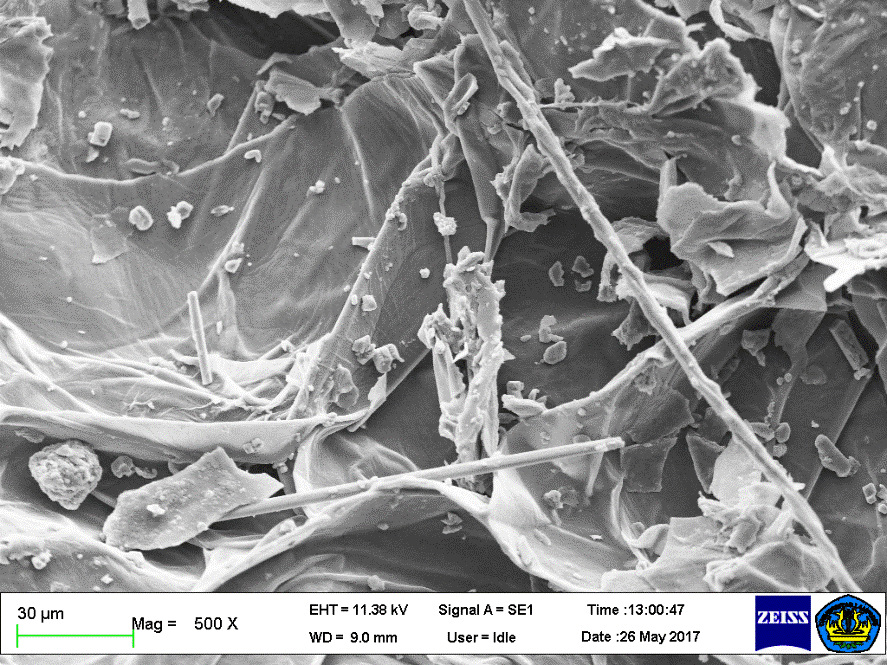 30 µm
Mag = 500 X
EHT = 11.38 kV
WD = 9.0 mm
Signal A = SE1
User = Idle
Time :13:00:47
Date :26 May 2017
ZEISS